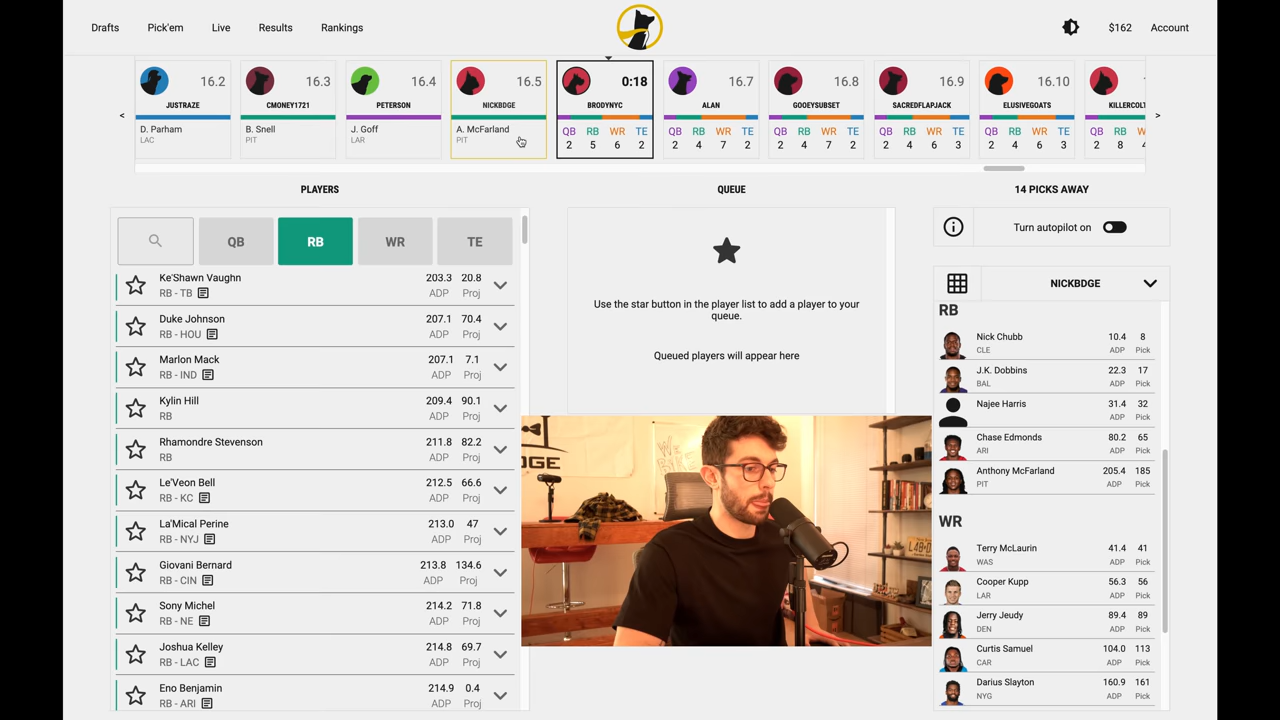 Drafts Pick'em Live Results Rankings $162 Account
16.2 16.3 16.4 16.5 0:18 16.7 16.8 16.9 16.10
JUSTRAZE CMONEY1721 PETERSON NICKBDGE BRODYNYC ALAN GOOEYSUBSET SACREDFLAPJACK ELUSIVEGOATS KILLERCOLT
D. Parham B. Snell J. Goff A. McFarland QB RB WR TE QB RB WR TE QB RB WR TE QB RB WR TE QB RB WR TE QB RB W
LAC PIT LAR PIT 2 5 6 2 2 4 7 2 2 4 7 2 2 4 6 3 2 4 6 3 2 8 4
< >
PLAYERS QUEUE 14 PICKS AWAY
QB RB WR TE
Ke'Shawn Vaughn 203.3 20.8
RB - TB ADP Proj
Duke Johnson 207.1 70.4
RB - HOU ADP Proj
Marlon Mack 207.1 7.1
RB - IND ADP Proj
Kylin Hill 209.4 90.1
RB ADP Proj
Rhamondre Stevenson 211.8 82.2
RB ADP Proj
Le'Veon Bell 212.5 66.6
RB - KC ADP Proj
La'Mical Perine 213.0 47
RB - NYJ ADP Proj
Giovani Bernard 213.8 134.6
RB - CIN ADP Proj
Sony Michel 214.2 71.8
RB - NE ADP Proj
Joshua Kelley 214.8 69.7
RB - LAC ADP Proj
Eno Benjamin 214.9 0.4
RB - ARI ADP Proj
Use the star button in the player list to add a player to your
queue.
Queued players will appear here
Turn autopilot on
NICKBDGE
RB
Nick Chubb 10.4 8
CLE ADP Pick
J.K. Dobbins 22.3 17
BAL ADP Pick
Najee Harris 31.4 32
ADP Pick
Chase Edmonds 80.2 65
ARI ADP Pick
Anthony McFarland 205.4 185
PIT ADP Pick
WR
Terry McLaurin 41.4 41
WAS ADP Pick
Cooper Kupp 56.3 56
LAR ADP Pick
Jerry Jeudy 89.4 89
DEN ADP Pick
Curtis Samuel 104.0 113
CAR ADP Pick
Darius Slayton 160.9 161
NYG ADP Pick